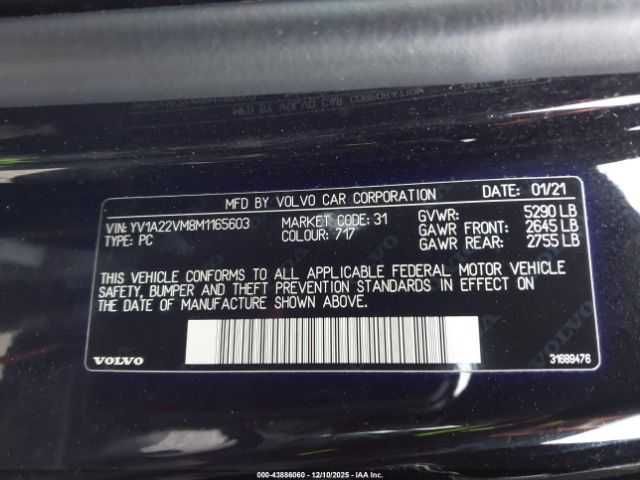 MFD BY VOLVO CAR CORPORATION DATE: 01/21
VIN: YV1A22VM8M1165603 MARKET CODE: 31 GVWR: 5290 LB
TYPE: PC COLOUR: 717 GAWR FRONT: 2645 LB
GAWR REAR: 2755 LB
THIS VEHICLE CONFORMS TO ALL APPLICABLE FEDERAL MOTOR VEHICLE
SAFETY, BUMPER AND THEFT PREVENTION STANDARDS IN EFFECT ON
THE DATE OF MANUFACTURE SHOWN ABOVE.
VOLVO 31689476
000-43886060 - 12/10/2025 - IAA Inc.